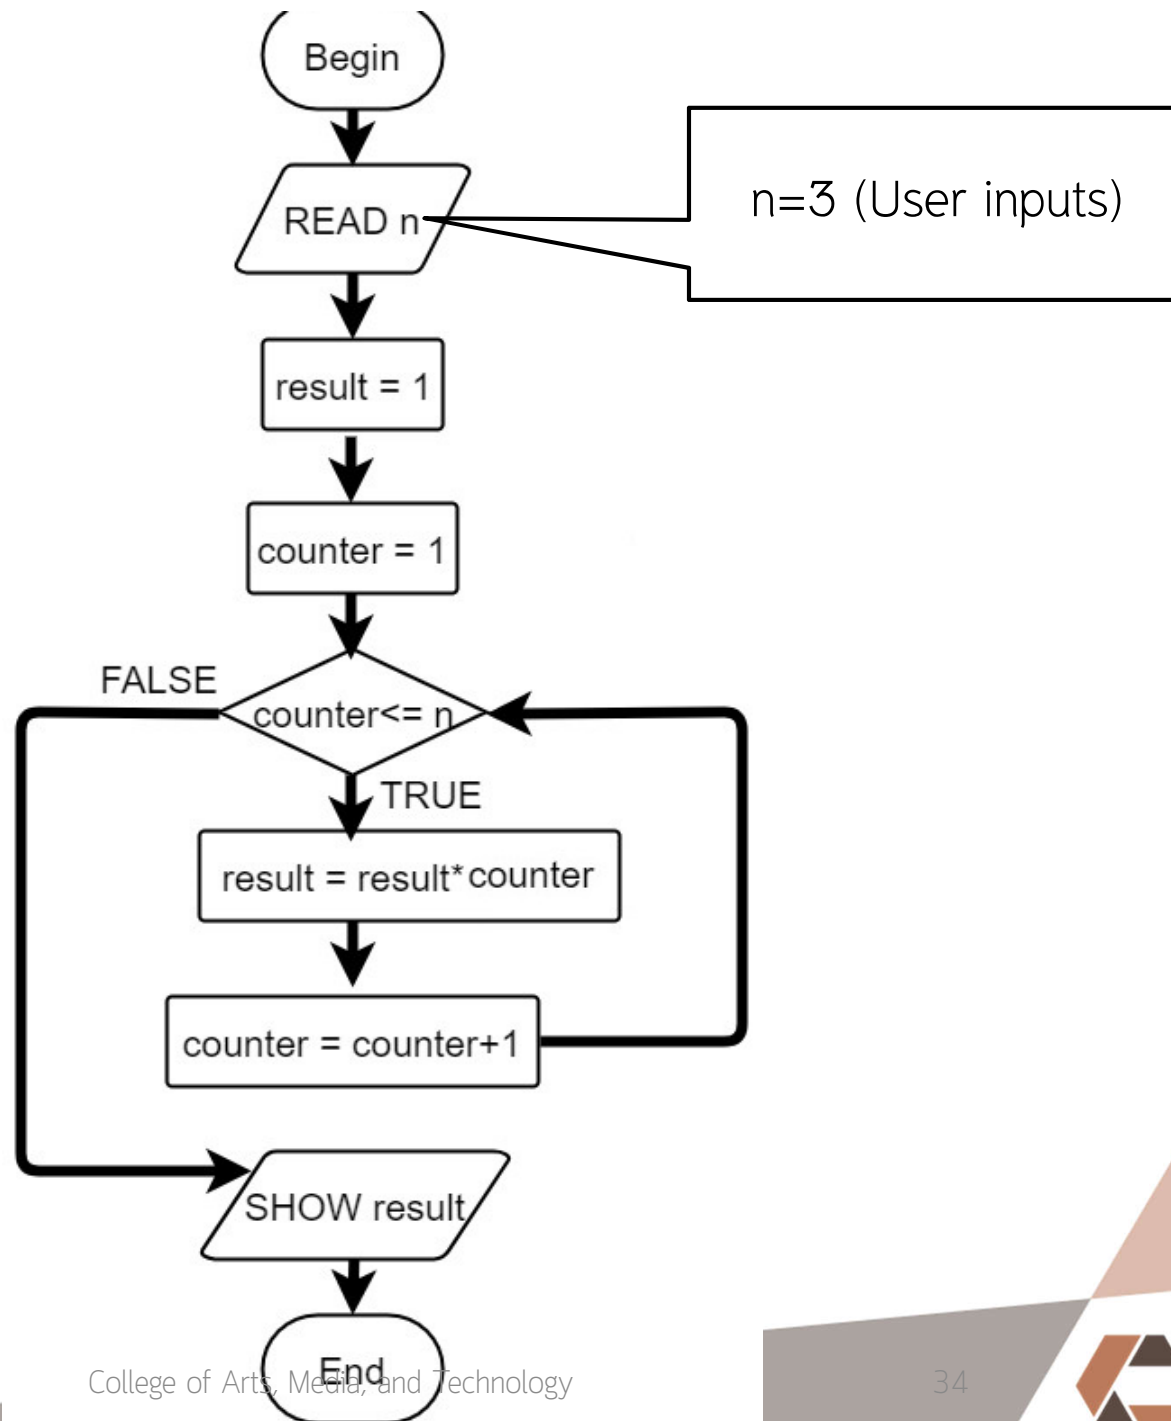 Begin
READ n
n=3 (User inputs)
result = 1
counter = 1
FALSE
counter<= n
TRUE
result = result*counter
counter = counter+1
SHOW result
End
College of Arts, Media, and Technology
34